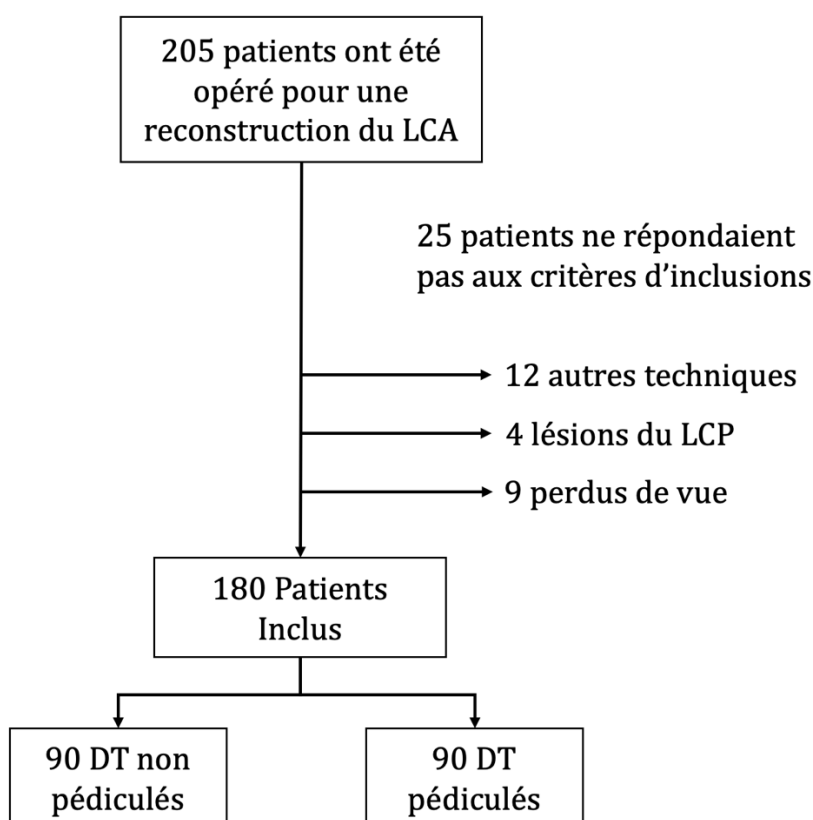 205 patients ont été
opéré pour une
reconstruction du LCA
25 patients ne répondaient
pas aux critères d’inclusions
12 autres techniques
4 lésions du LCP
9 perdus de vue
180 Patients
Inclus
90 DT non
pédiculés
90 DT
pédiculés